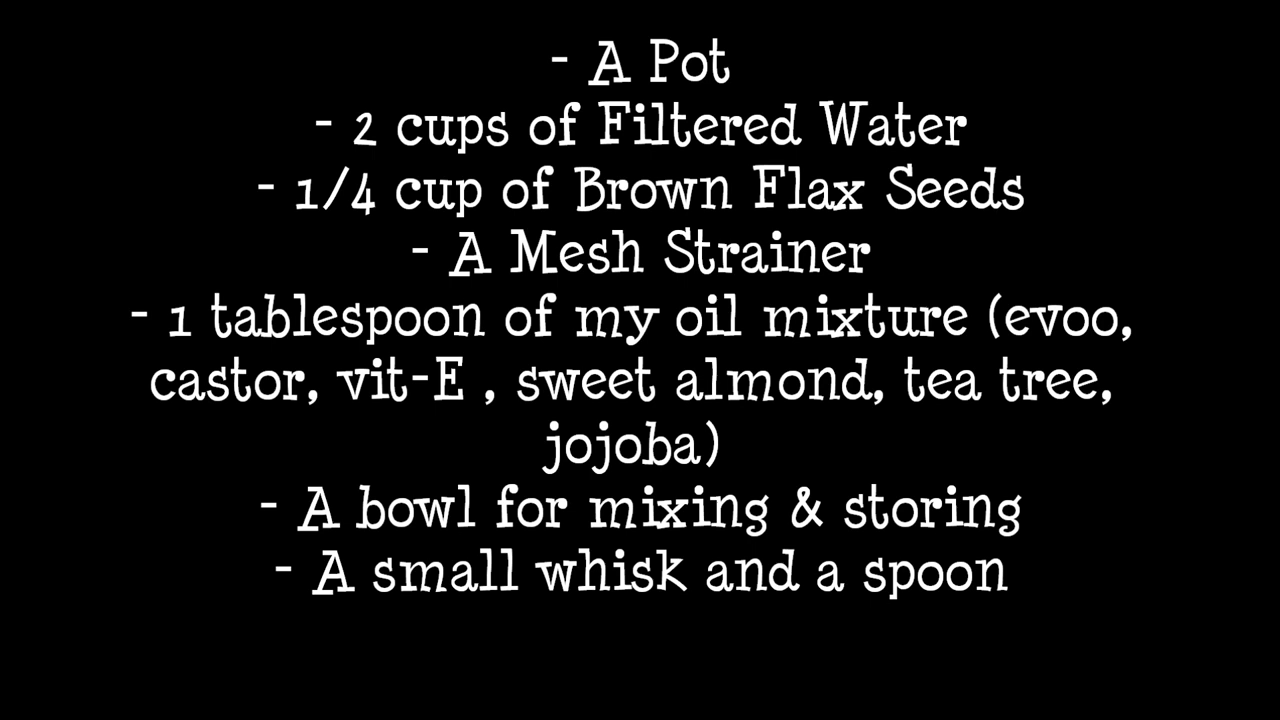 - A Pot
- 2 cups of Filtered Water
- 1/4 cup of Brown Flax Seeds
- A Mesh Strainer
- 1 tablespoon of my oil mixture (evoo,
castor, vit-E , sweet almond, tea tree,
jojoba)
- A bowl for mixing & storing
- A small whisk and a spoon